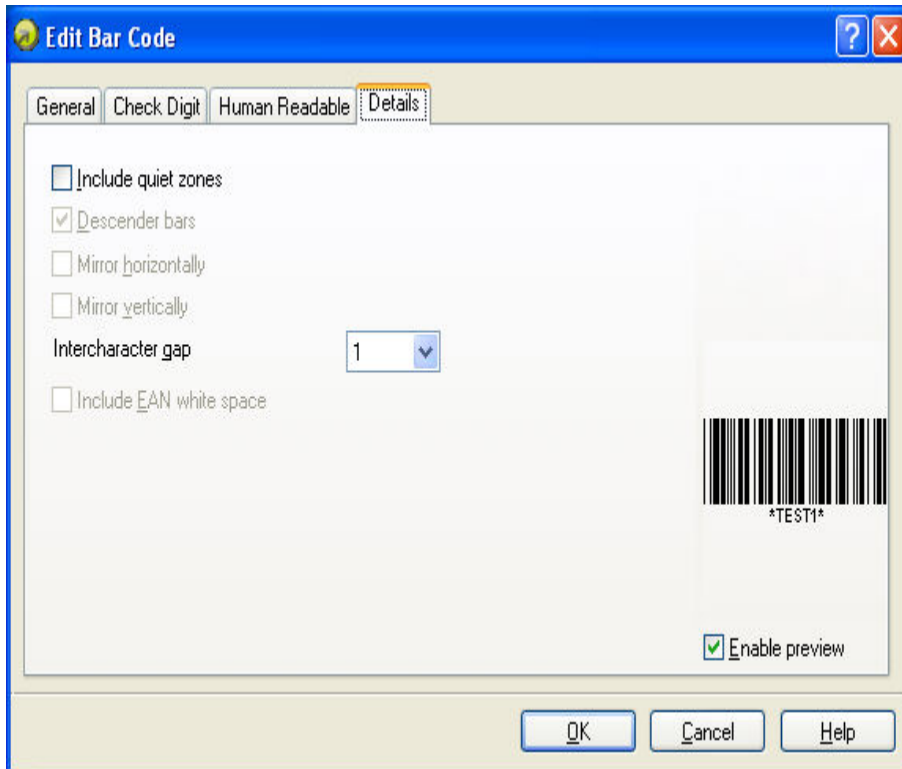 Edit Bar Code
General Check Digit Human Readable Details
Include quiet zones
Descender bars
Mirror horizontally
Mirror vertically
Intercharacter gap 1
Include EAN white space
*TEST1*
Enable preview
OK Cancel Help